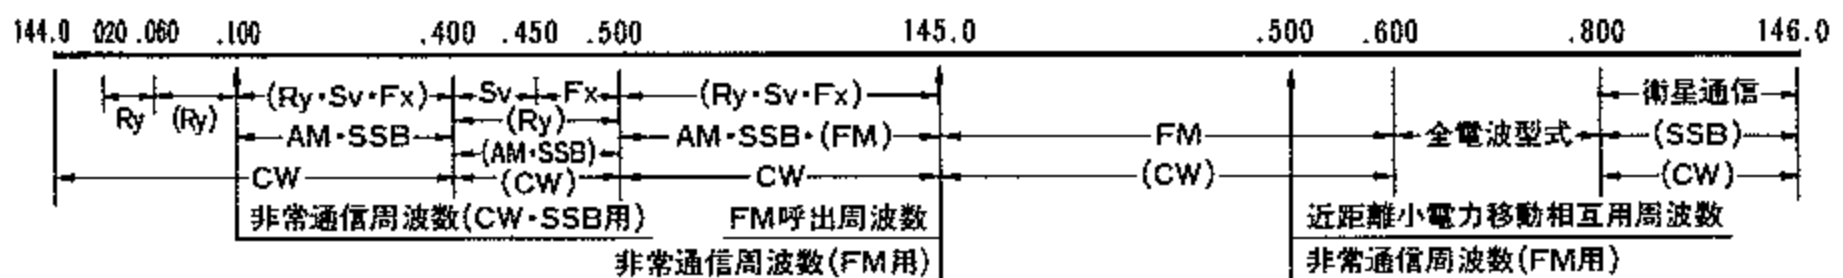 144.0 .020 .060 .100 .400 .450 .500 145.0 .500 .600 .800 146.0
Ry (Ry) (Ry・Sv・Fx) Sv Fx (Ry・Sv・Fx) 衛星通信
(Ry)
AM・SSB (AM・SSB) AM・SSB・(FM) FM 全電波型式 (SSB)
CW (CW) CW (CW) (CW)
非常通信周波数(CW・SSB用) FM呼出周波数 近距離小電力移動相互用周波数
非常通信周波数(FM用) 非常通信周波数(FM用)